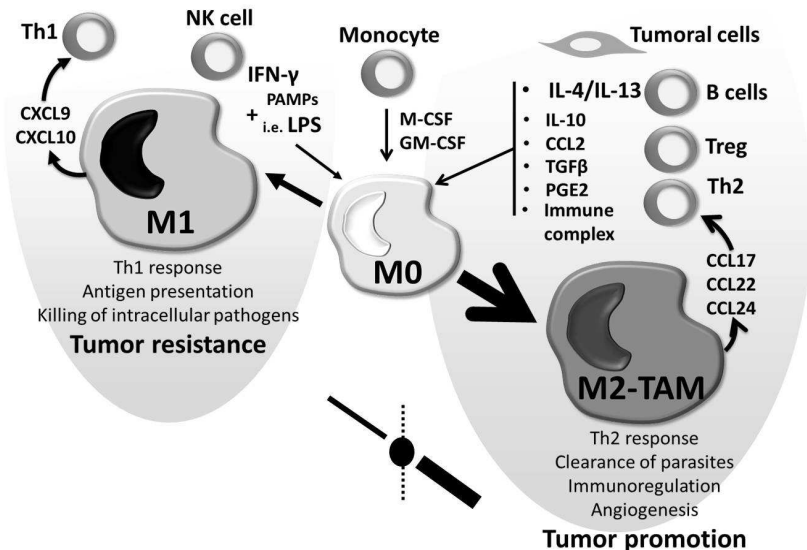 Th1
NK cell
Monocyte
Tumoral cells
IFN-γ
PAMPs
+ i.e. LPS
CXCL9
CXCL10
M-CSF
GM-CSF
• IL-4/IL-13
• IL-10
• CCL2
• TGFβ
• PGE2
• Immune
complex
B cells
Treg
Th2
M1
M0
CCL17
CCL22
CCL24
Th1 response
Antigen presentation
Killing of intracellular pathogens
Tumor resistance
M2-TAM
Th2 response
Clearance of parasites
Immunoregulation
Angiogenesis
Tumor promotion